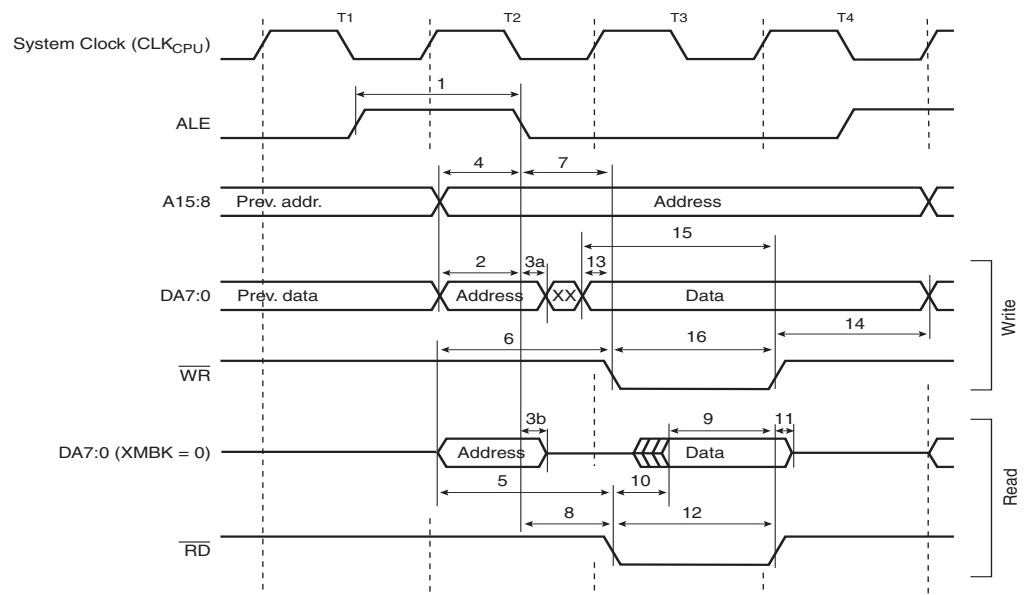 T1 T2 T3 T4
System Clock (CLKCPU)
1
ALE
4 7
A15:8 Prev. addr. Address
15
2 3a 13
DA7:0 Prev. data Address XX Data
14
6 16
WR
Write
3b 9 11
DA7:0 (XMBK = 0) Address Data
5 10
8 12
RD
Read